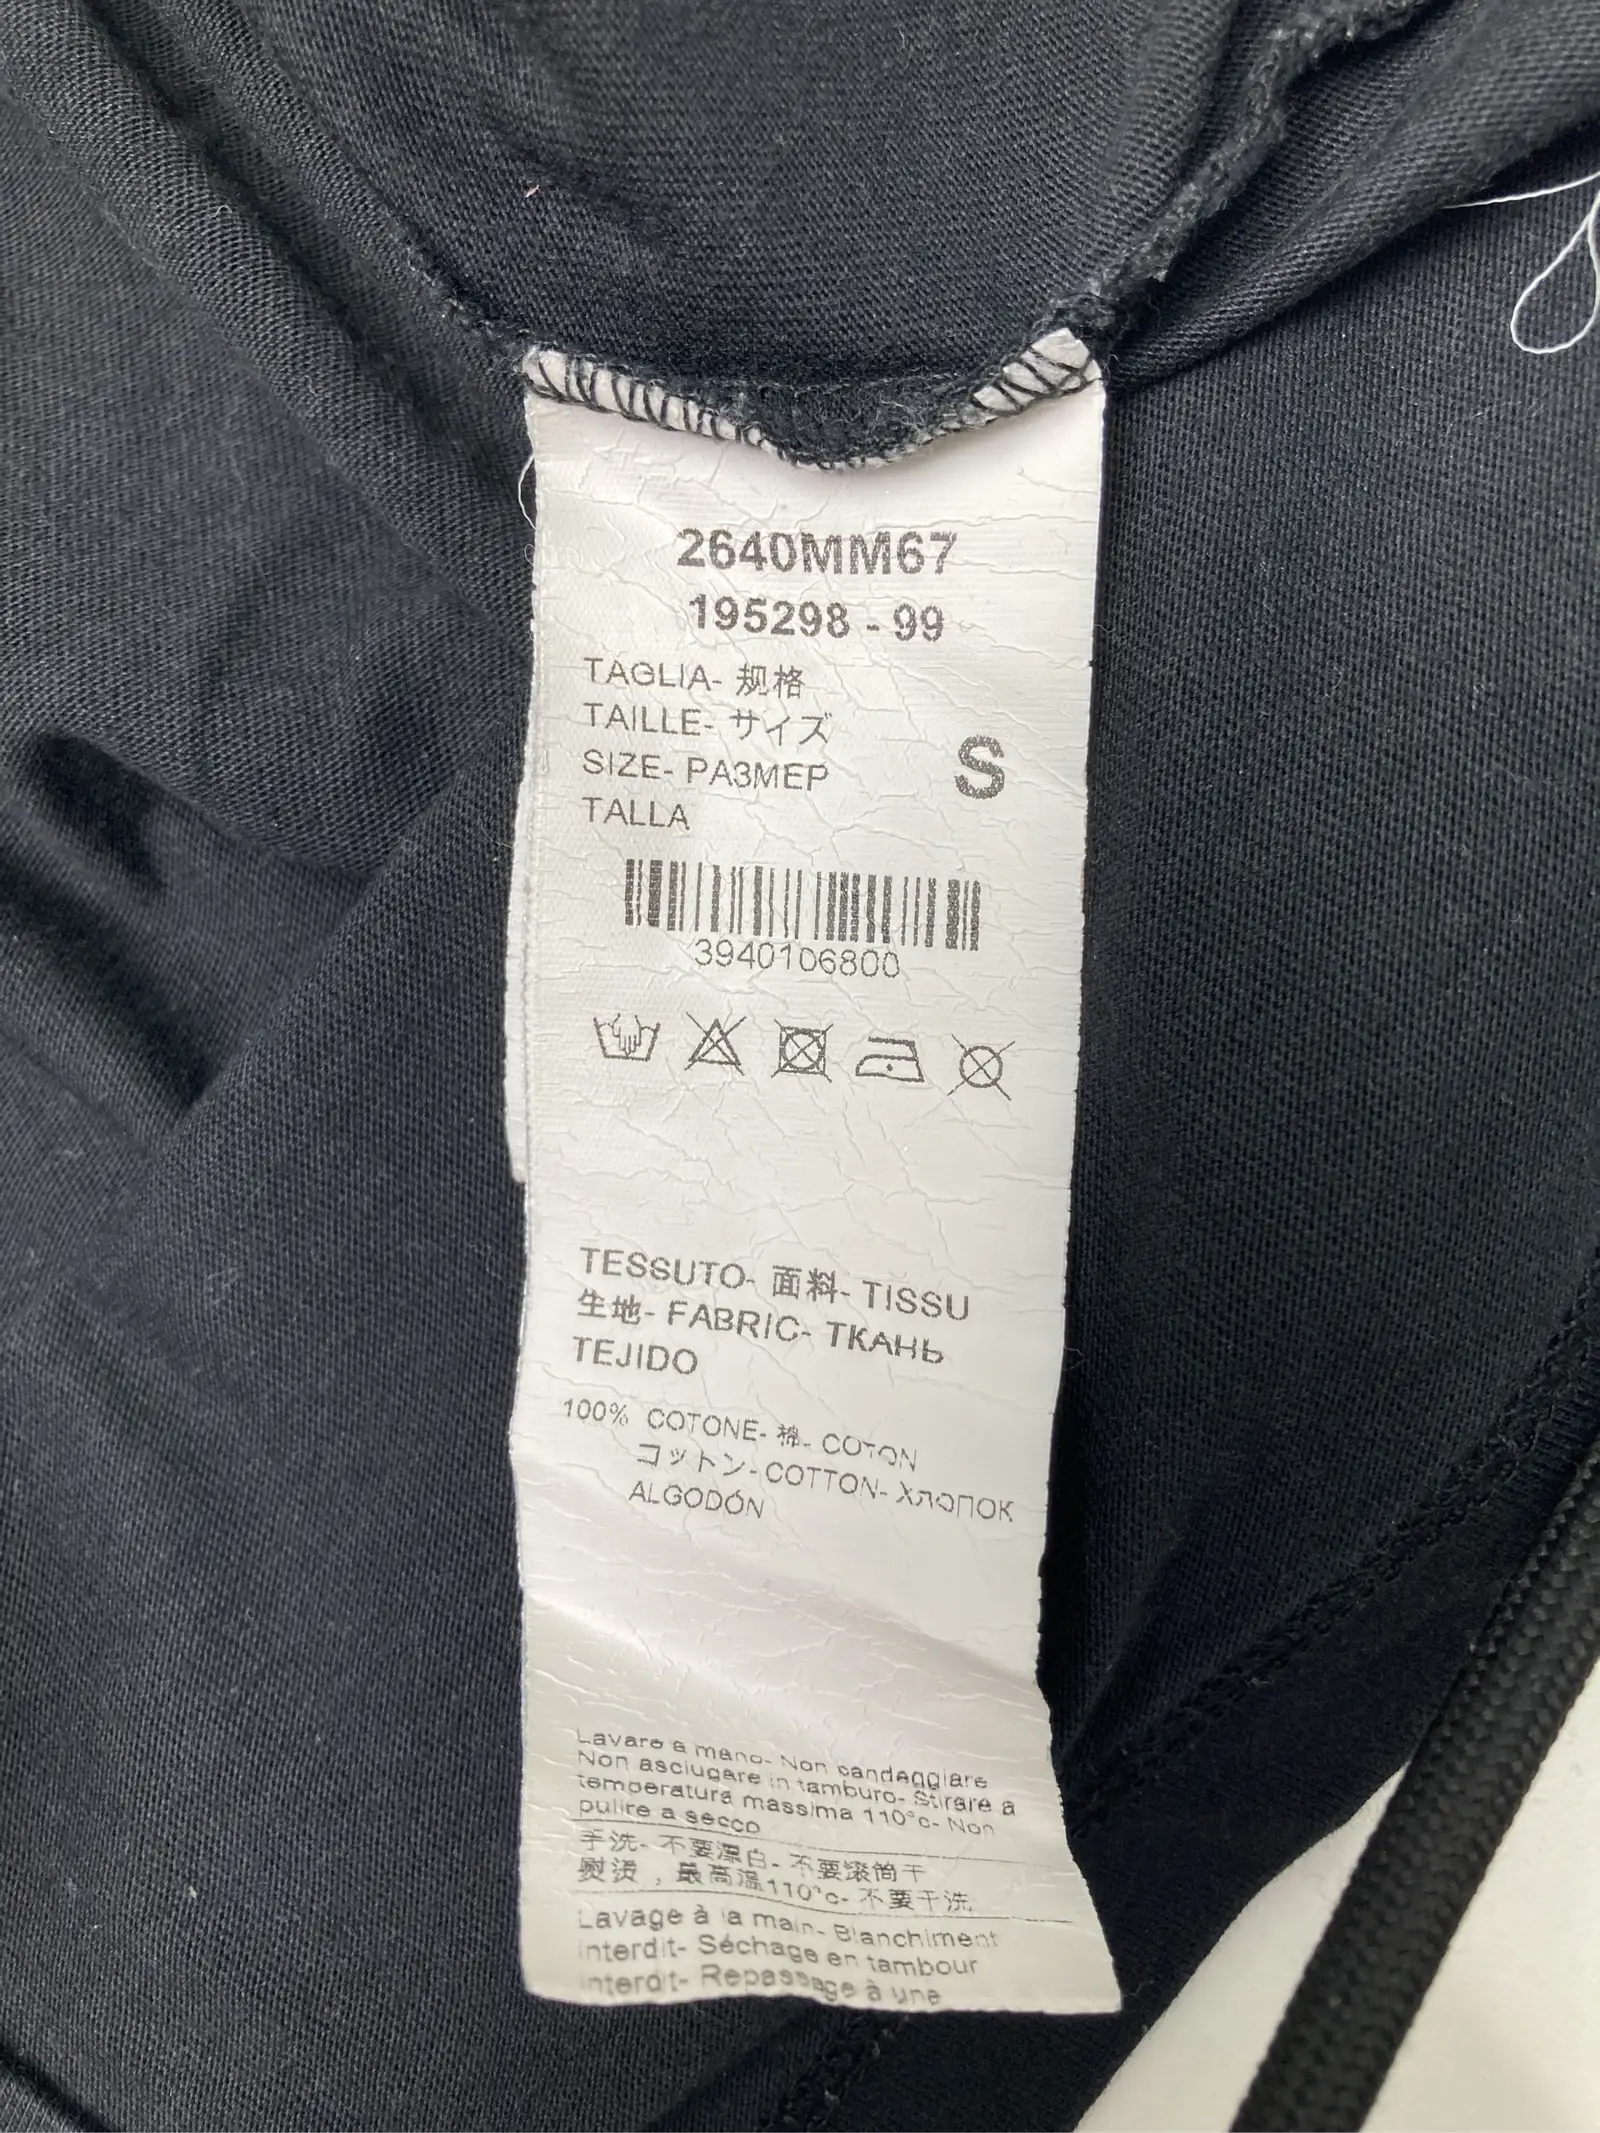 2640MM67
195298 - 99
TAGLIA- 规格
TAILLE- サイズ
SIZE- РАЗМЕР
TALLA
S
3940106800
TESSUTO- 面料- TISSU
生地- FABRIC- ТКАНЬ
TEJIDO
100% COTONE- 棉- COTON
コットン- COTTON- ХЛОПОК
ALGODÓN
Lavare a mano- Non candeggiare
Non asciugare in tamburo- Stirare a
temperatura massima 110°c- Non
pulire a secco
手洗- 不要漂白- 不要滚筒干
熨烫，最高温110°c- 不要干洗
Lavage à la main- Blanchiment
interdit- Séchage en tambour
interdit- Repassage à une